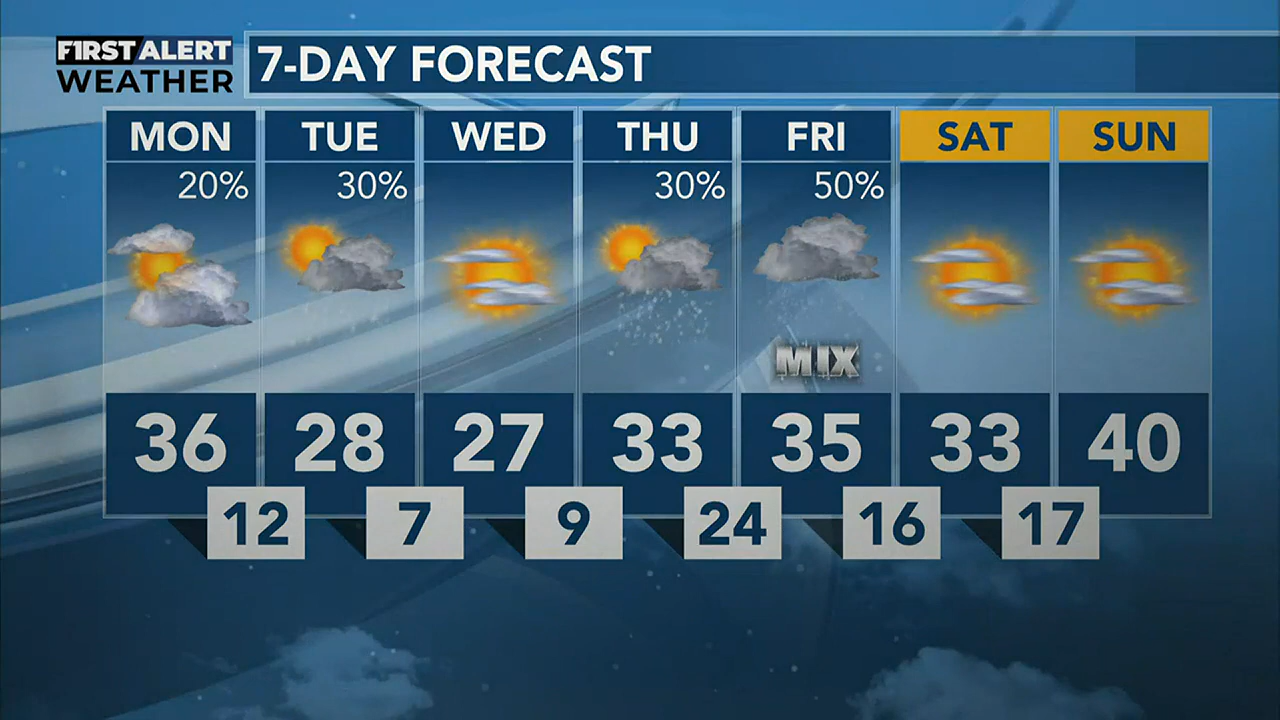 FIRST ALERT
WEATHER
7-DAY FORECAST
MON TUE WED THU FRI SAT SUN
20% 30% 30% 50%
MIX
36 28 27 33 35 33 40
12 7 9 24 16 17